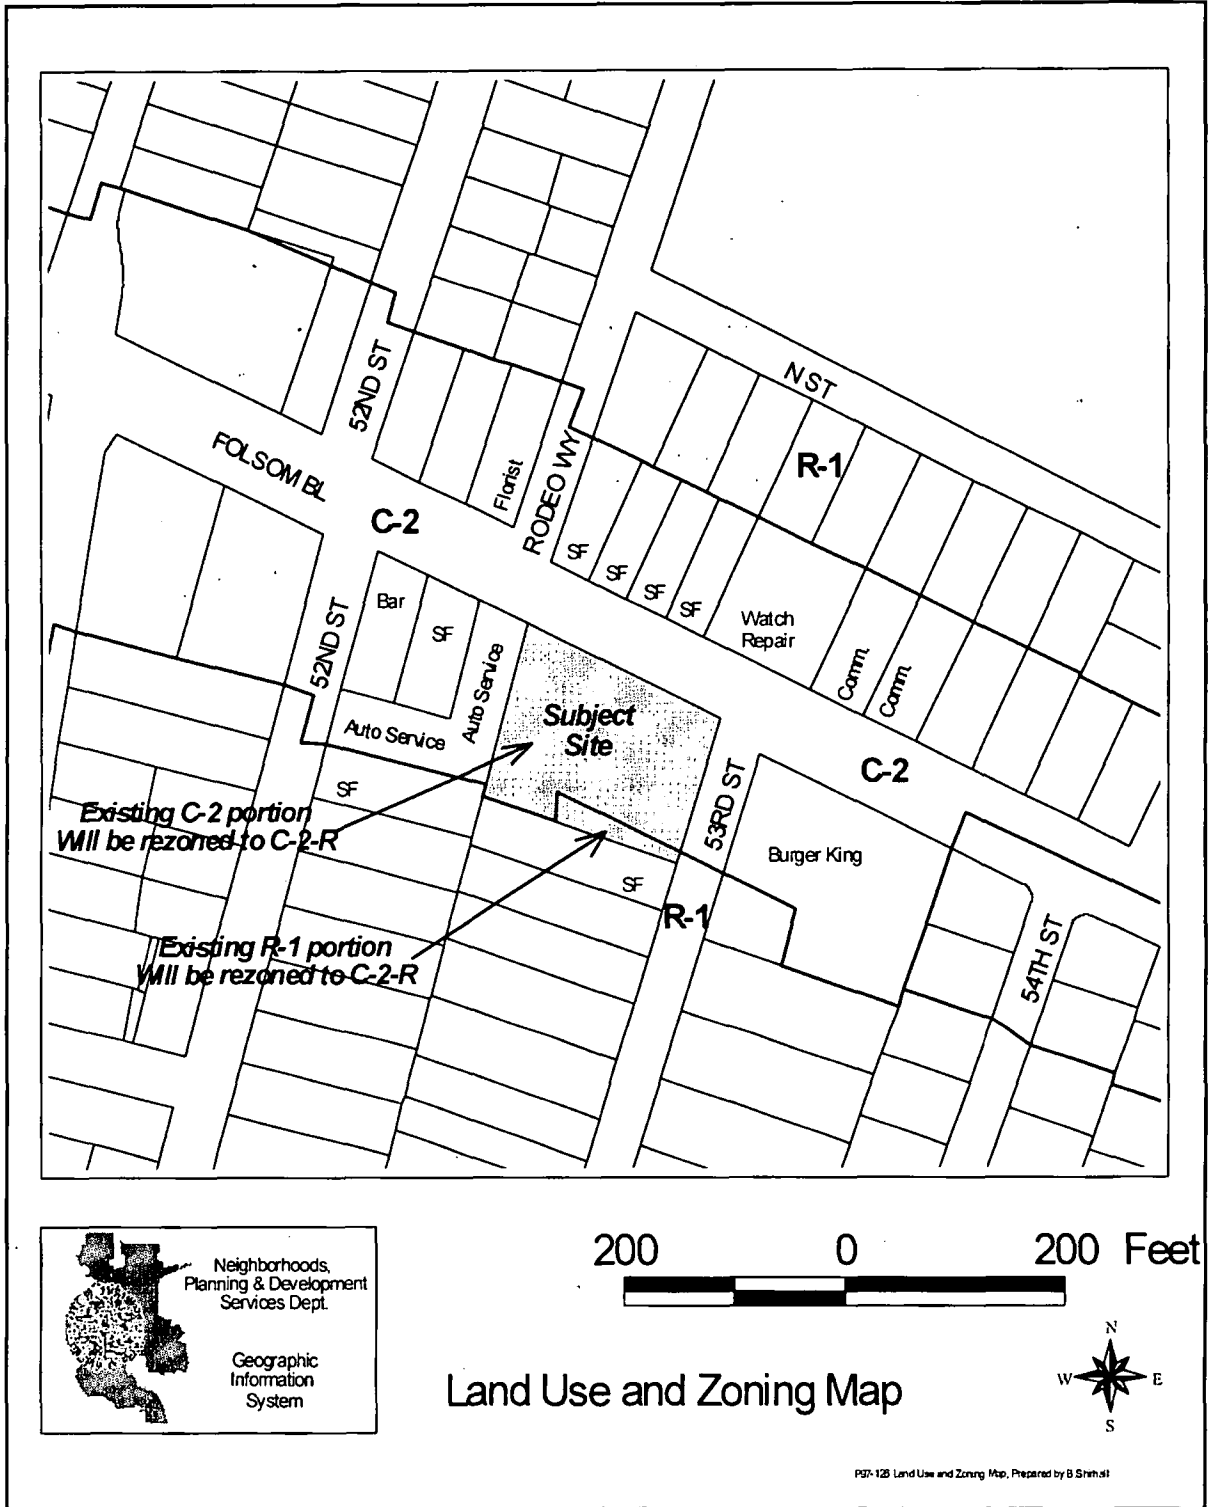 N ST
52ND ST
R-1
FOLSOM BL
Florist
RODEO WY
C-2
SF
SF
SF
SF
Bar
SF
52ND ST
Watch
Repair
Auto Service
Comm.
Comm.
Subject
Site
Auto Service
C-2
SF
53RD ST
Existing C-2 portion
Will be rezoned to C-2-R
Burger King
SF
R-1
Existing R-1 portion
Will be rezoned to C-2-R
54TH ST
Neighborhoods,
Planning & Development
Services Dept.
Geographic
Information
System
200 0 200 Feet
Land Use and Zoning Map
N
W E
S
P97-126 Land Use and Zoning Map, Prepared by B